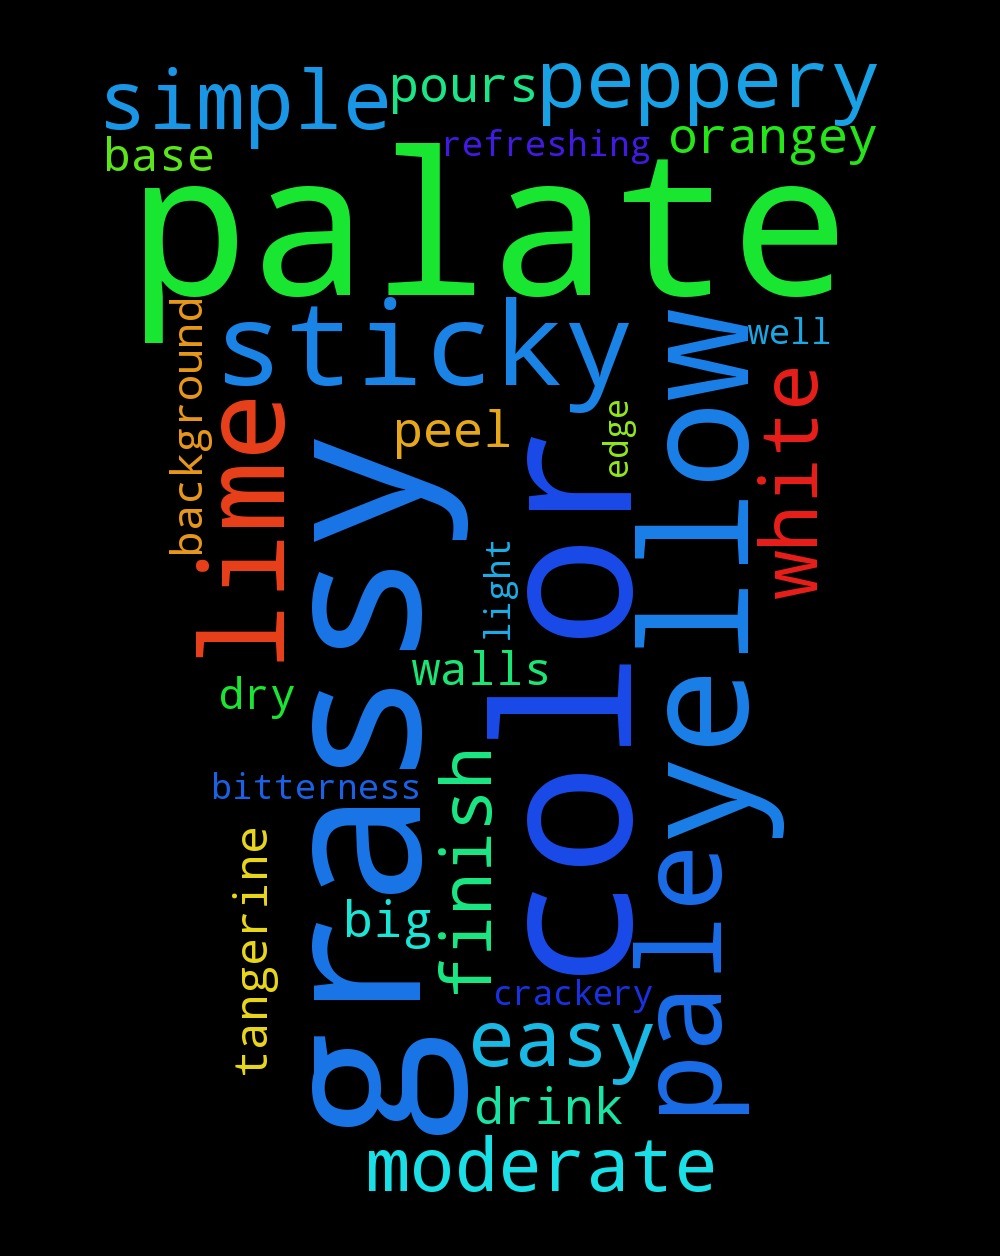 simple
pours
peppery
base
refreshing
orangey
palate
background
sticky
well
lime
peel
edge
yellow
white
grassy
color
light
walls
dry
bitterness
finish
tangerine
big
pale
crackery
easy
drink
moderate